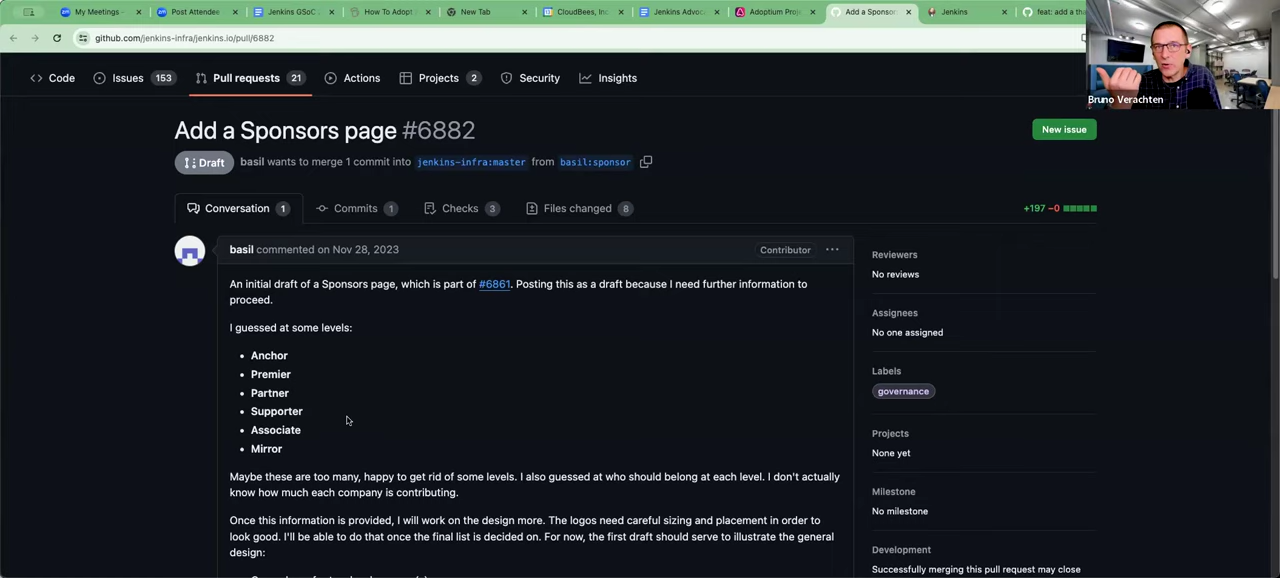 My Meetings -
Post Attendee
Jenkins GSoC
How To Adopt
New Tab
CloudBees, Inc
Jenkins Advoc
Adoptium Proj
Add a Sponsor
Jenkins
feat: add a tha
github.com/jenkins-infra/jenkins.io/pull/6882
Code
Issues 153
Pull requests 21
Actions
Projects 2
Security
Insights
Bruno Verachten
Add a Sponsors page #6882
New issue
Draft
basil wants to merge 1 commit into jenkins-infra:master from basil:sponsor
Conversation 1
Commits 1
Checks 3
Files changed 8
+197 −0
basil commented on Nov 28, 2023
Contributor
An initial draft of a Sponsors page, which is part of #6861. Posting this as a draft because I need further information to
proceed.
I guessed at some levels:
• Anchor
• Premier
• Partner
• Supporter
• Associate
• Mirror
Maybe these are too many, happy to get rid of some levels. I also guessed at who should belong at each level. I don't actually
know how much each company is contributing.
Once this information is provided, I will work on the design more. The logos need careful sizing and placement in order to
look good. I'll be able to do that once the final list is decided on. For now, the first draft should serve to illustrate the general
design:
Reviewers
No reviews
Assignees
No one assigned
Labels
governance
Projects
None yet
Milestone
No milestone
Development
Successfully merging this pull request may close